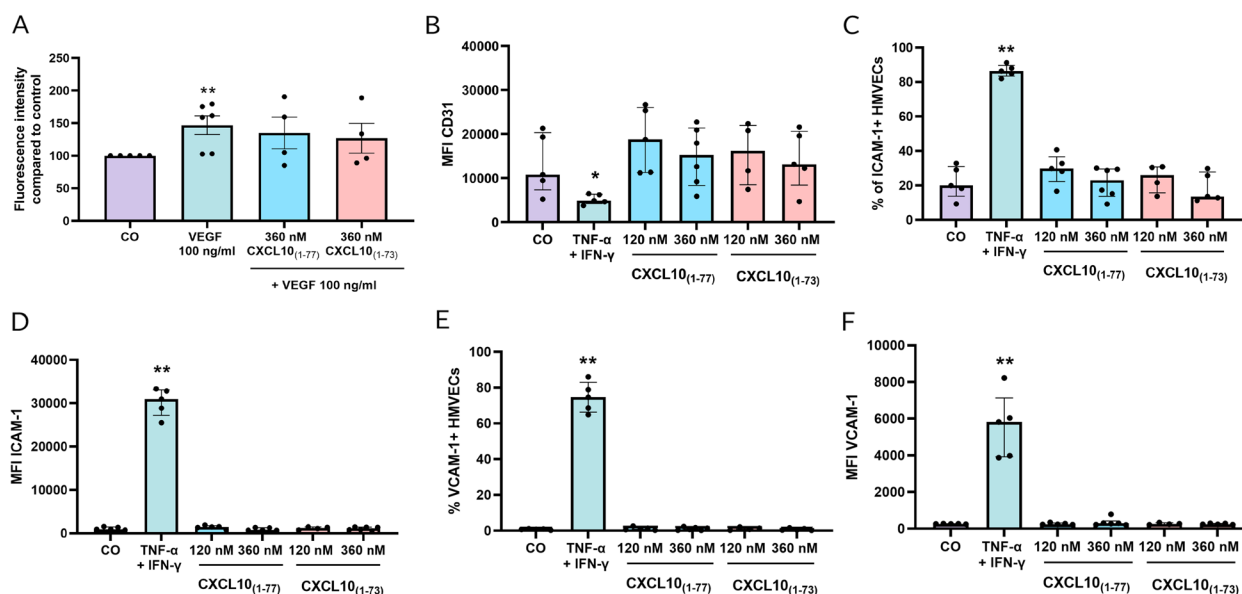 A
Fluorescence intensity
compared to control
250
200
150
100
50
0
**
CO
VEGF
100 ng/ml
360 nM
CXCL10(1-77)
360 nM
CXCL10(1-73)
+ VEGF 100 ng/ml
B
MFI CD31
40000
30000
20000
10000
0
*
CO
TNF-α
+ IFN-γ
120 nM
360 nM
120 nM
360 nM
CXCL10(1-77)
CXCL10(1-73)
C
% of ICAM-1+ HMVECs
100
80
60
40
20
0
**
CO
TNF-α
+ IFN-γ
120 nM
360 nM
120 nM
360 nM
CXCL10(1-77)
CXCL10(1-73)
D
MFI ICAM-1
40000
30000
20000
10000
0
**
CO
TNF-α
+ IFN-γ
120 nM
360 nM
120 nM
360 nM
CXCL10(1-77)
CXCL10(1-73)
E
% VCAM-1+ HMVECs
100
80
60
40
20
0
**
CO
TNF-α
+ IFN-γ
120 nM
360 nM
120 nM
360 nM
CXCL10(1-77)
CXCL10(1-73)
F
MFI VCAM-1
10000
8000
6000
4000
2000
0
**
CO
TNF-α
+ IFN-γ
120 nM
360 nM
120 nM
360 nM
CXCL10(1-77)
CXCL10(1-73)